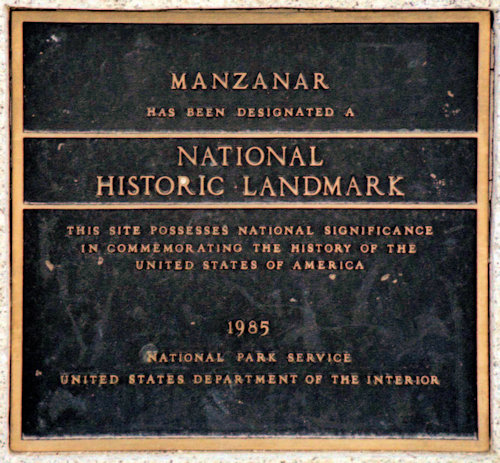 MANZANAR
HAS BEEN DESIGNATED A
NATIONAL
HISTORIC LANDMARK
THIS SITE POSSESSES NATIONAL SIGNIFICANCE
IN COMMEMORATING THE HISTORY OF THE
UNITED STATES OF AMERICA
1985
NATIONAL PARK SERVICE
UNITED STATES DEPARTMENT OF THE INTERIOR